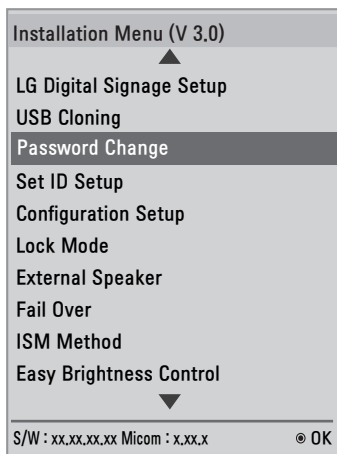 Installation Menu (V 3.0)
LG Digital Signage Setup
USB Cloning
Password Change
Set ID Setup
Configuration Setup
Lock Mode
External Speaker
Fail Over
ISM Method
Easy Brightness Control
S/W : xx.xx.xx.xx Micom : x.xx.x ◉ OK